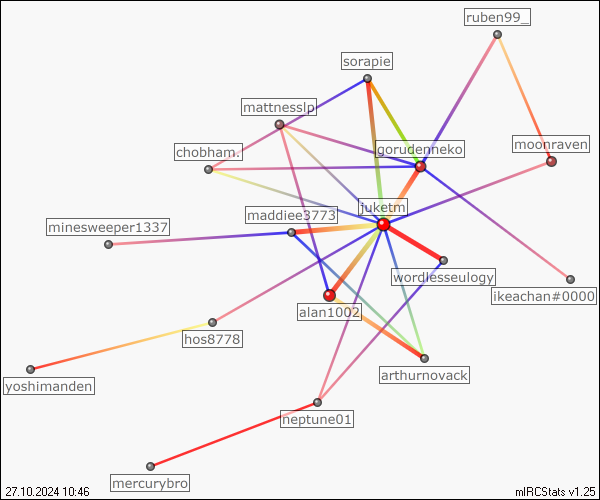 ruben99_
sorapie
mattnesslp
gorudenneko
moonraven
chobham.
juketm
maddiee3773
minesweeper1337
wordlesseulogy
ikeachan#0000
alan1002
hos8778
arthurnovack
yoshimanden
neptune01
mercurybro
27.10.2024 10:46
mIRCStats v1.25